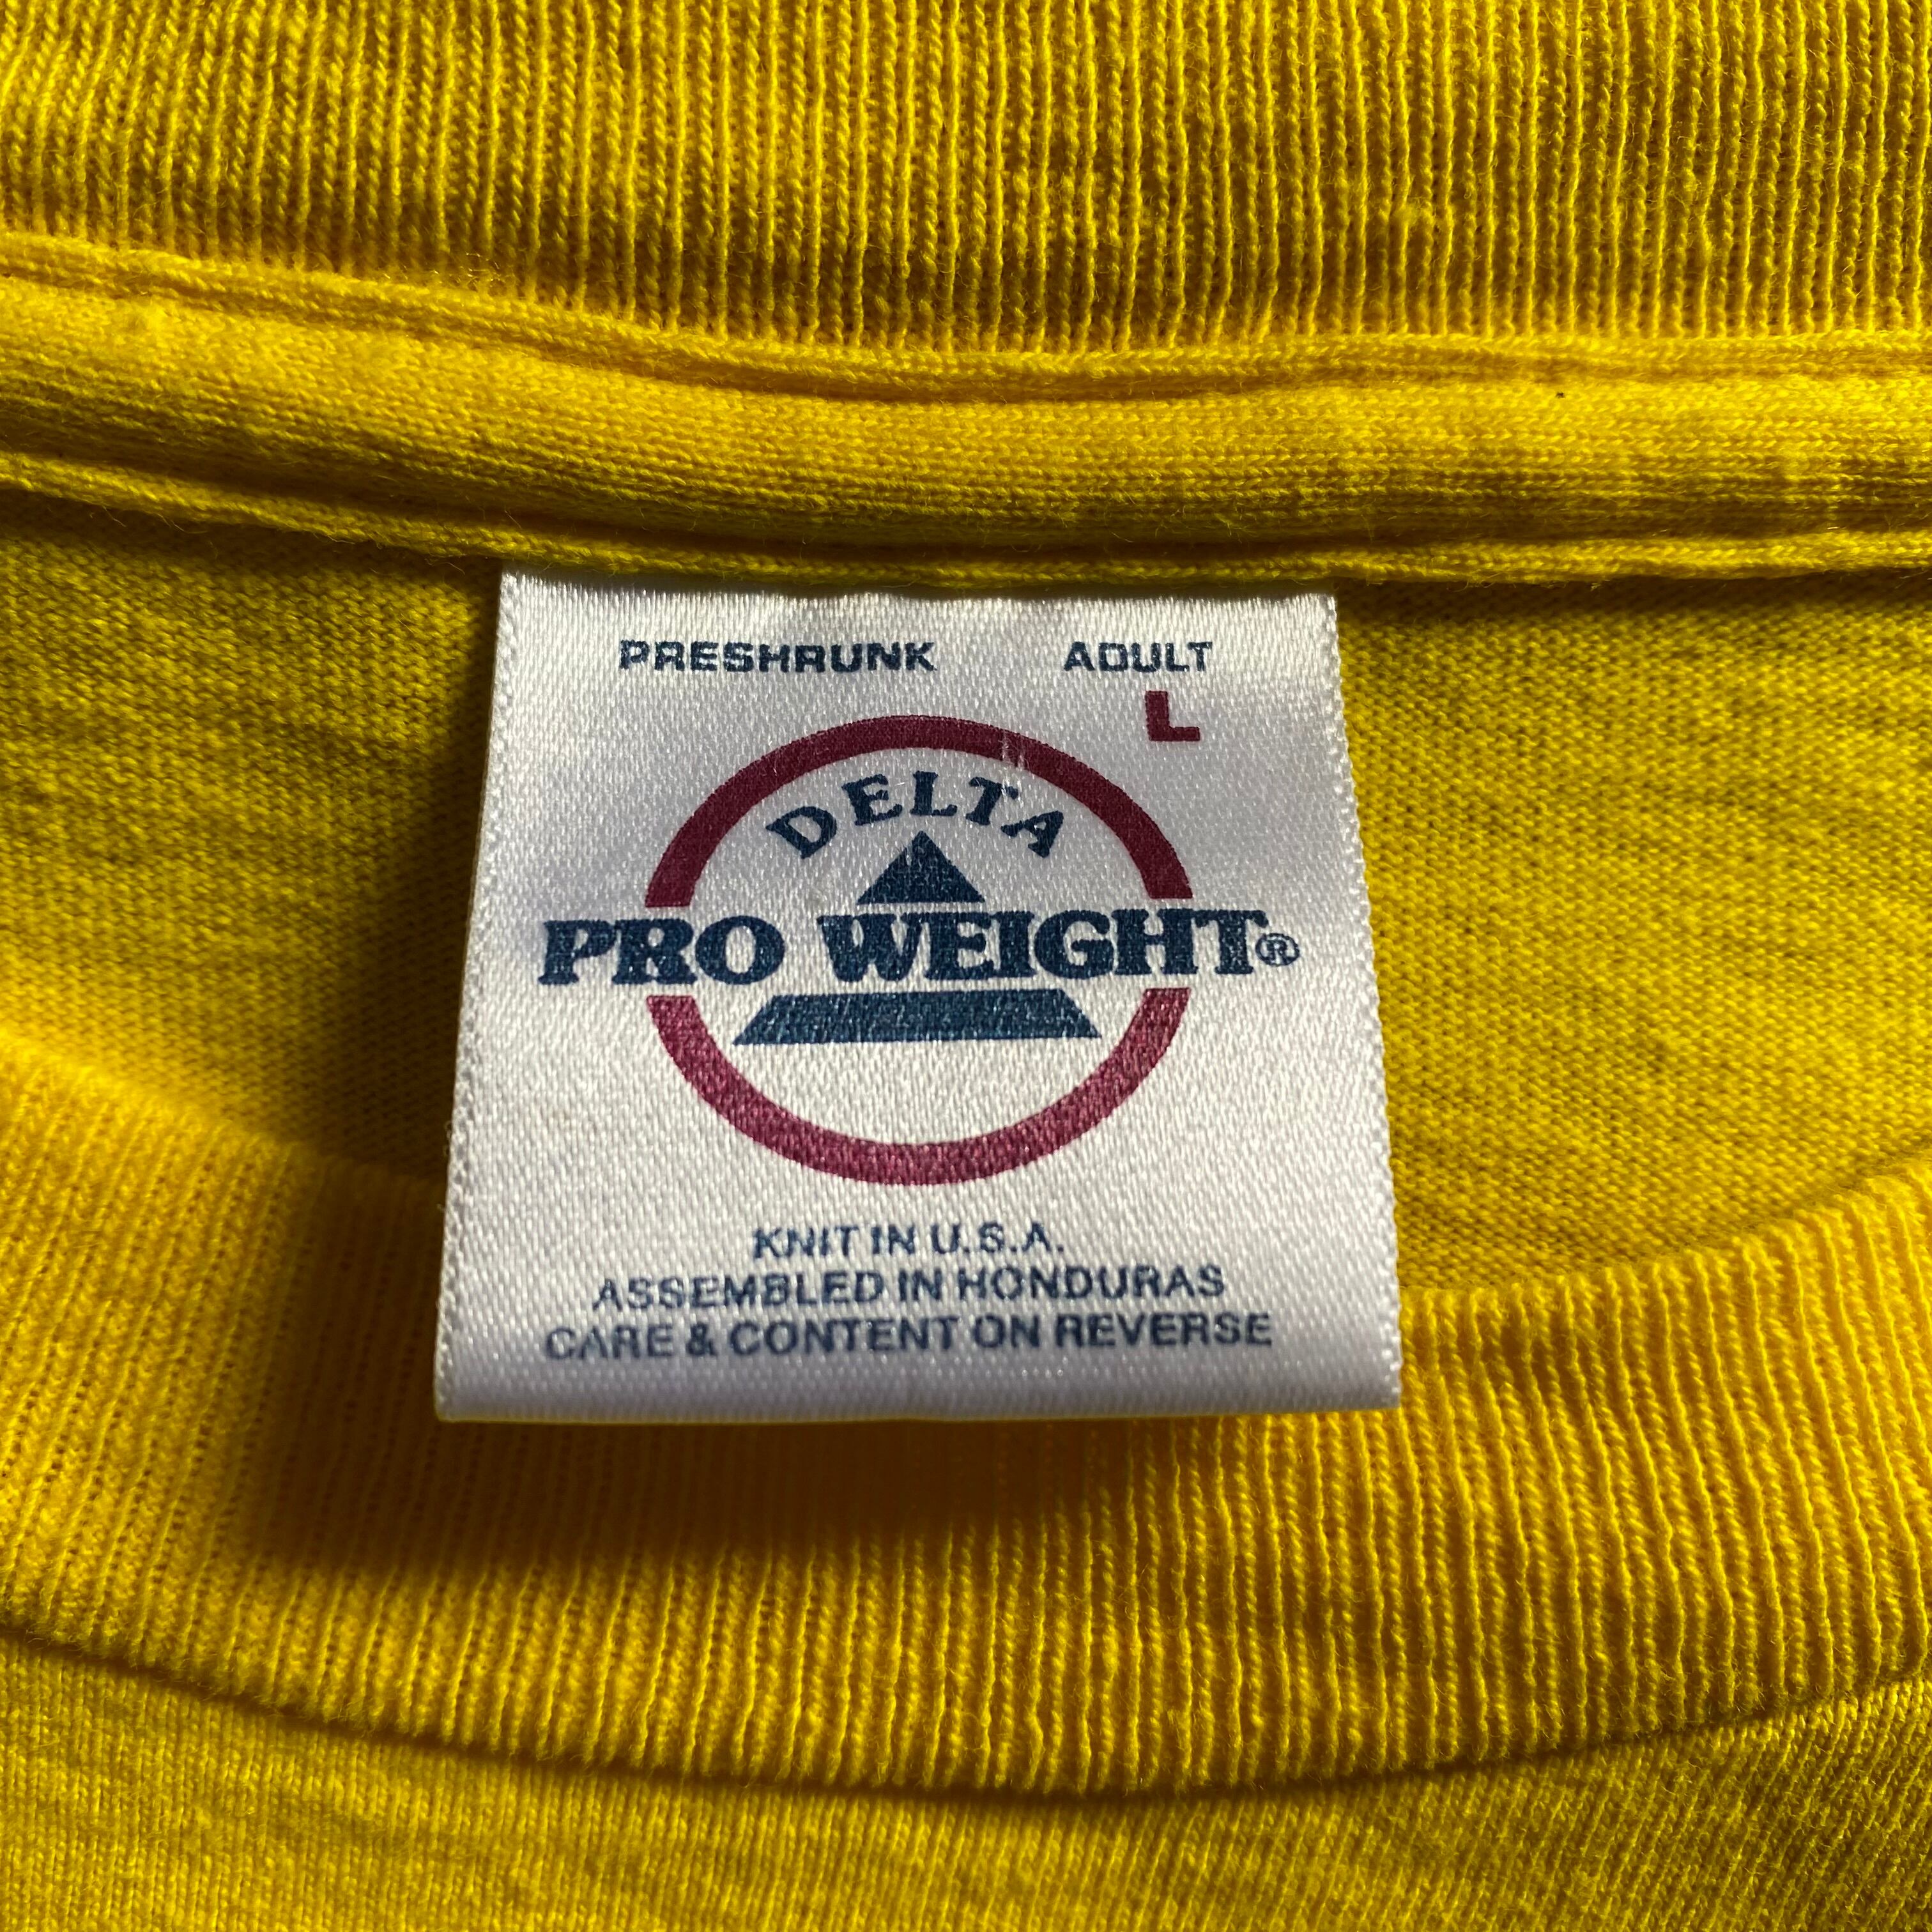 PRESHRUNK ADULT
L
DELTA
PRO WEIGHT®
KNIT IN U.S.A.
ASSEMBLED IN HONDURAS
CARE & CONTENT ON REVERSE